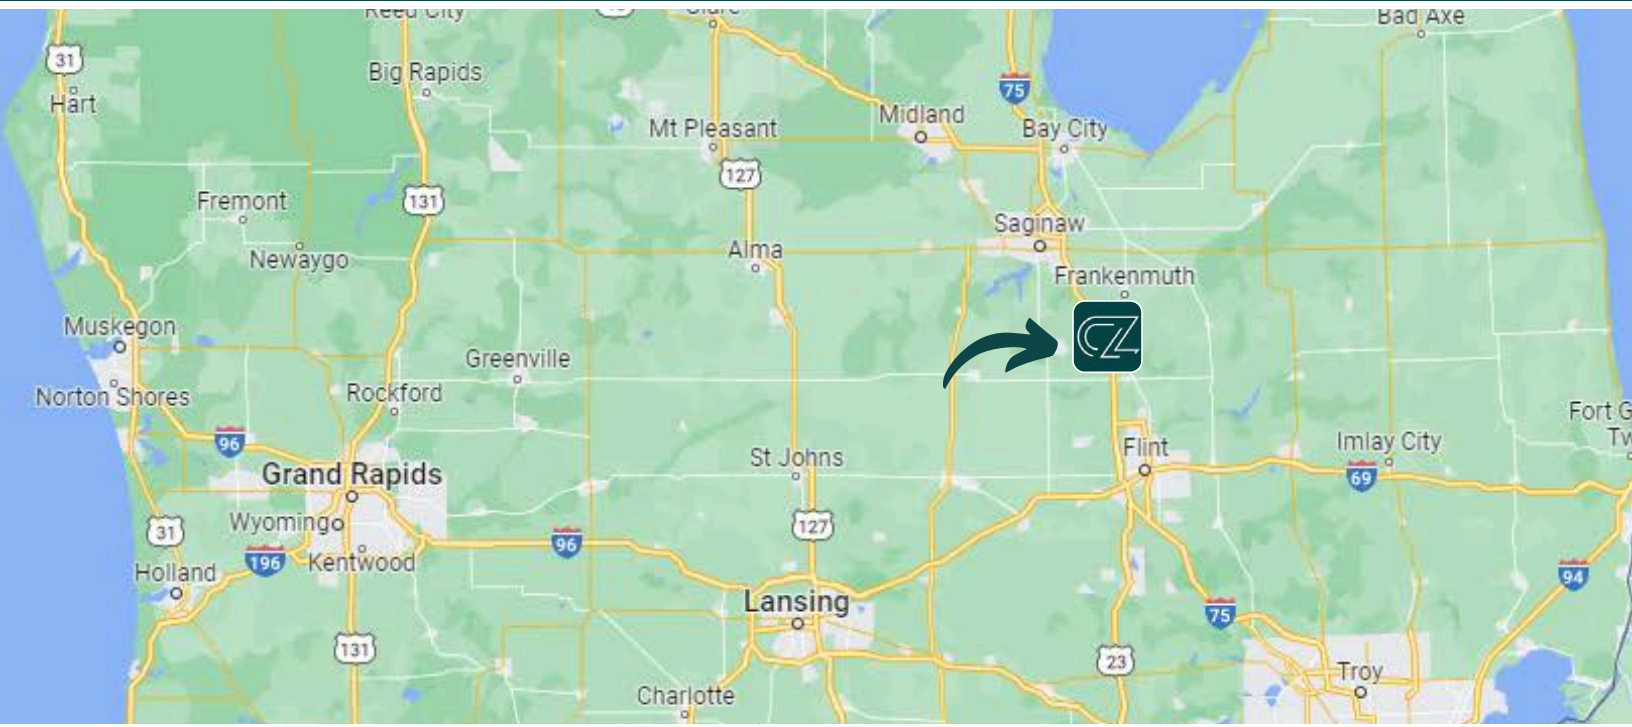 Reed City
Clare
Bad Axe
31
Hart
Big Rapids
75
Midland
Mt Pleasant
Bay City
127
Fremont
131
Saginaw
Newaygo
Alma
Frankenmuth
Muskegon
CZ
Greenville
Norton Shores
Rockford
Fort G
Tw
96
Flint
Imlay City
St Johns
Grand Rapids
69
Wyoming
31
127
96
196
Kentwood
Holland
94
Lansing
75
131
23
Troy
Charlotte